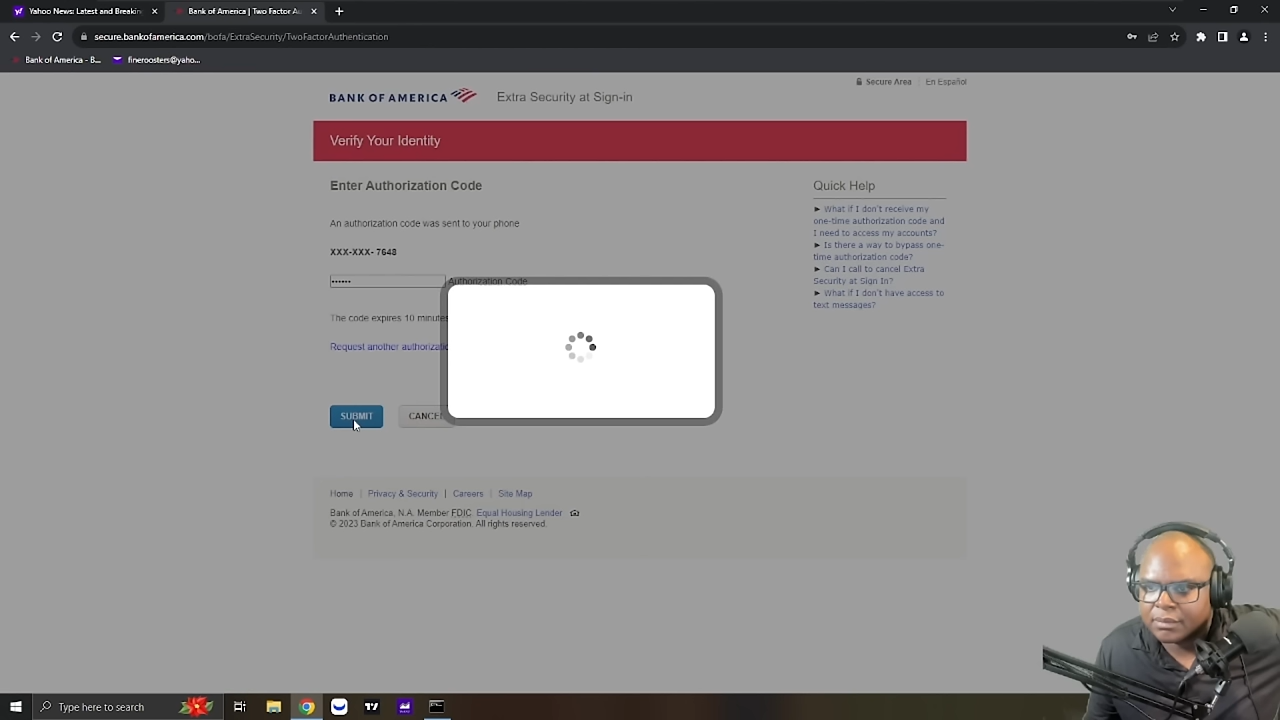 Yahoo News: Latest and Breakin
Bank of America | Two Factor Au
secure.bankofamerica.com/bofa/ExtraSecurity/TwoFactorAuthentication
Bank of America - B...
fineroosters@yaho...
Secure Area
En Español
BANK OF AMERICA
Extra Security at Sign-in
Verify Your Identity
Enter Authorization Code
An authorization code was sent to your phone
XXX-XXX- 7648
•••••• Authorization Code
The code expires 10 minutes
Request another authorizatio
SUBMIT
CANCEL
Quick Help
► What if I don't receive my
one-time authorization code and
I need to access my accounts?
► Is there a way to bypass one-
time authorization code?
► Can I call to cancel Extra
Security at Sign In?
► What if I don't have access to
text messages?
Home | Privacy & Security | Careers | Site Map
Bank of America, N.A. Member FDIC. Equal Housing Lender
© 2023 Bank of America Corporation. All rights reserved.
Type here to search